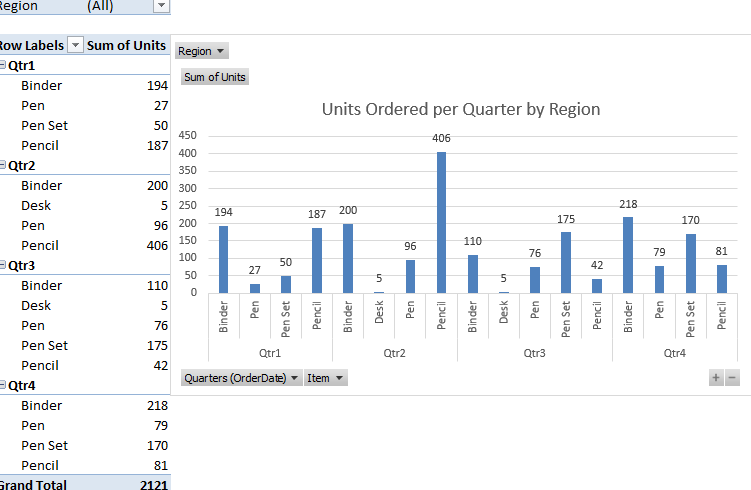 Region (All)
Row Labels Sum of Units
Qtr1
Binder 194
Pen 27
Pen Set 50
Pencil 187
Qtr2
Binder 200
Desk 5
Pen 96
Pencil 406
Qtr3
Binder 110
Desk 5
Pen 76
Pen Set 175
Pencil 42
Qtr4
Binder 218
Pen 79
Pen Set 170
Pencil 81
Grand Total 2121
Region
Sum of Units
Units Ordered per Quarter by Region
450
400
350
300
250
200
150
100
50
0
194 27 50 187 200 5 96 406 110 5 76 175 42 218 79 170 81
Binder Pen Pen Set Pencil Binder Desk Pen Pencil Binder Desk Pen Pen Set Pencil Binder Pen Pen Set Pencil
Qtr1 Qtr2 Qtr3 Qtr4
Quarters (OrderDate) Item + −